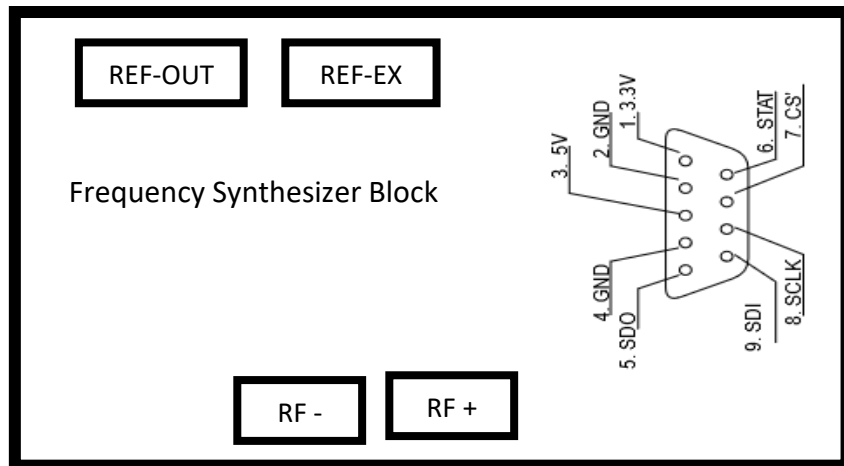 REF-OUT
REF-EX
Frequency Synthesizer Block
1. 3.3V
2. GND
3. 5V
4. GND
5. SDO
6. STAT
7. CS'
8. SCLK
9. SDI
RF -
RF +